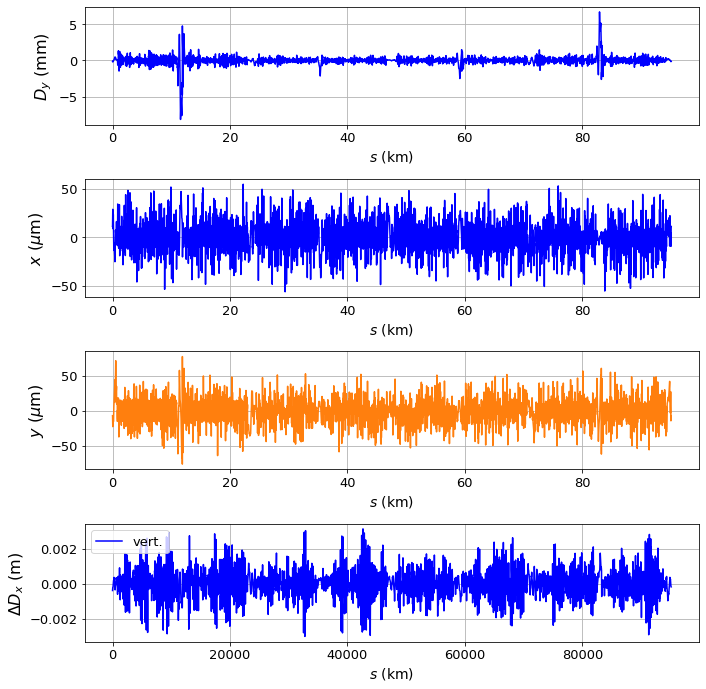 5
0
−5
D_y (mm)
0 20 40 60 80
s (km)
50
0
−50
x (μm)
0 20 40 60 80
s (km)
50
0
−50
y (μm)
0 20 40 60 80
s (km)
vert.
0.002
0.000
−0.002
ΔD_x (m)
0 20000 40000 60000 80000
s (km)